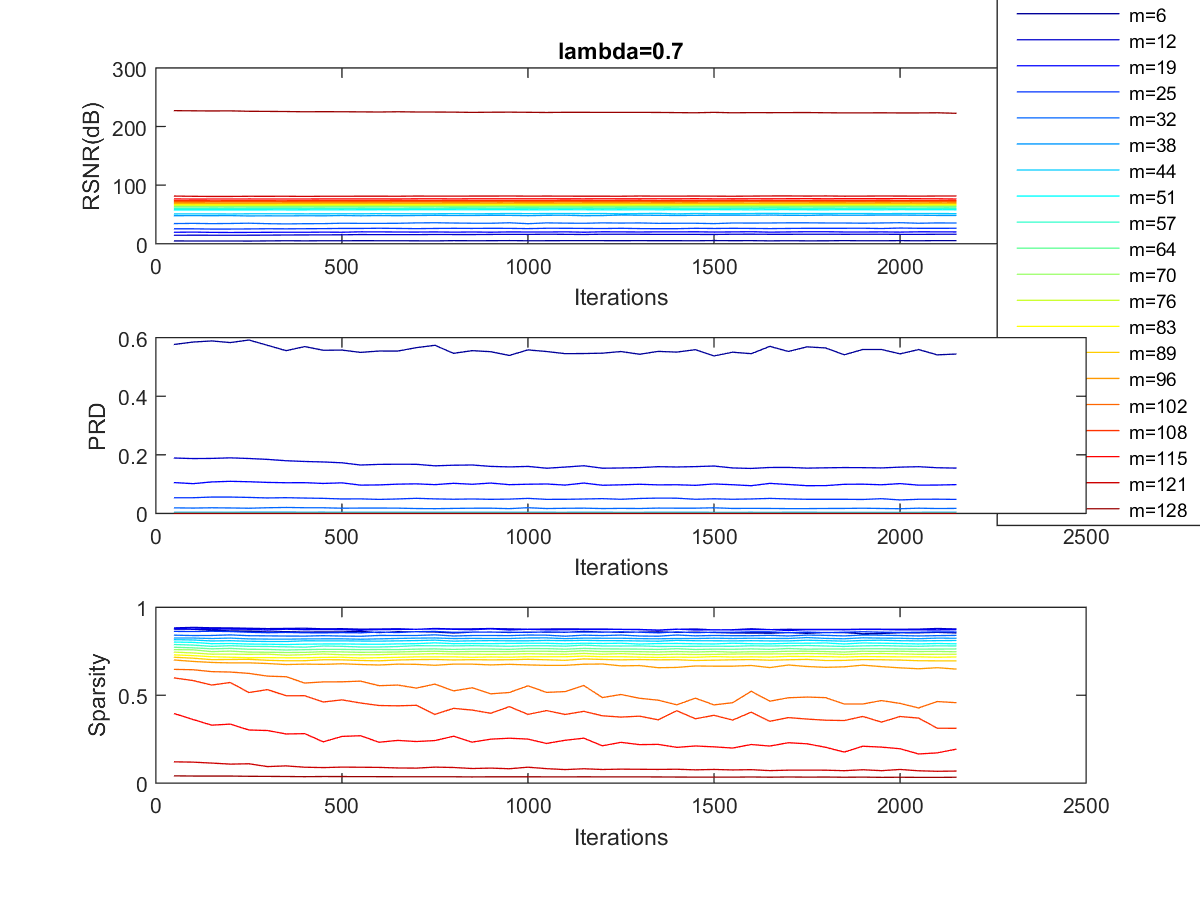 lambda=0.7
300
200
100
0
RSNR(dB)
0 500 1000 1500 2000
Iterations
m=6
m=12
m=19
m=25
m=32
m=38
m=44
m=51
m=57
m=64
m=70
m=76
m=83
m=89
m=96
m=102
m=108
m=115
m=121
m=128
0.6
0.4
0.2
0
PRD
0 500 1000 1500 2000 2500
Iterations
1
0.5
0
Sparsity
0 500 1000 1500 2000 2500
Iterations